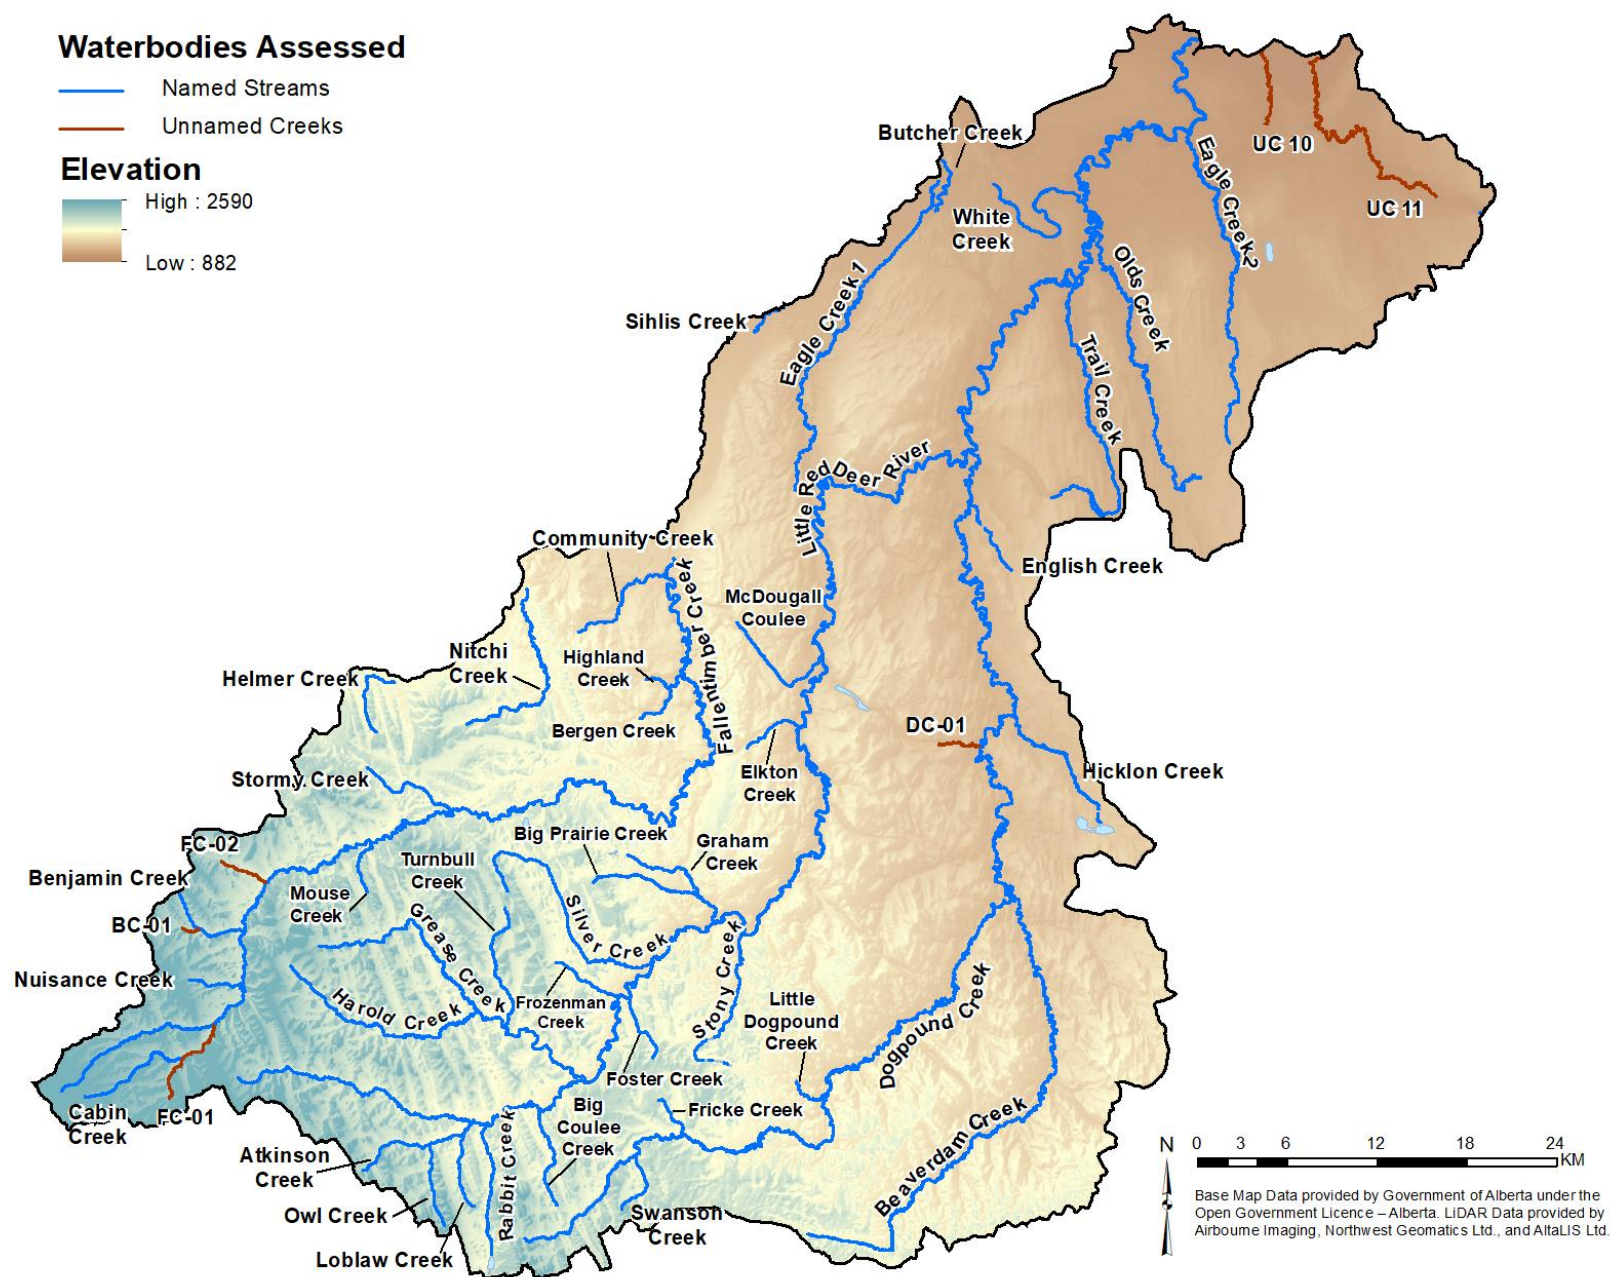 Waterbodies Assessed
Named Streams
Unnamed Creeks
Elevation
High : 2590
Low : 882
Butcher Creek
UC 10
UC 11
Eagle Creek 2
White
Creek
Olds Creek
Eagle Creek 1
Sihlis Creek
Trail Creek
Little Red Deer River
Community Creek
English Creek
Fallentimber Creek
McDougall
Coulee
Nitchi
Creek
Highland
Creek
Helmer Creek
Bergen Creek
DC-01
Elkton
Creek
Hicklon Creek
Stormy Creek
Big Prairie Creek
Graham
Creek
FC-02
Turnbull
Creek
Benjamin Creek
Mouse
Creek
BC-01
Grease Creek
Silver Creek
Stony Creek
Nuisance Creek
Harold Creek
Frozenman
Creek
Little
Dogpound
Creek
Dogpound Creek
Foster Creek
Cabin
Creek
FC-01
Big
Coulee
Creek
Fricke Creek
Rabbit Creek
Beaverdam Creek
Atkinson
Creek
Owl Creek
Swanson
Creek
Loblaw Creek
N
0 3 6 12 18 24
KM
Base Map Data provided by Government of Alberta under the
Open Government Licence – Alberta. LiDAR Data provided by
Airbourne Imaging, Northwest Geomatics Ltd., and AltaLIS Ltd.